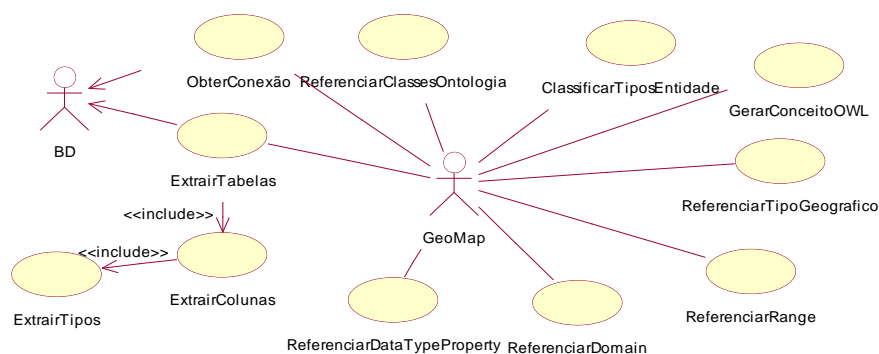 ObterConexão
ReferenciarClassesOntologia
ClassificarTiposEntidade
GerarConceitoOWL
BD
ExtrairTabelas
ReferenciarTipoGeografico
<<include>>
GeoMap
<<include>>
ExtrairColunas
ExtrairTipos
ReferenciarRange
ReferenciarDataTypeProperty
ReferenciarDomain